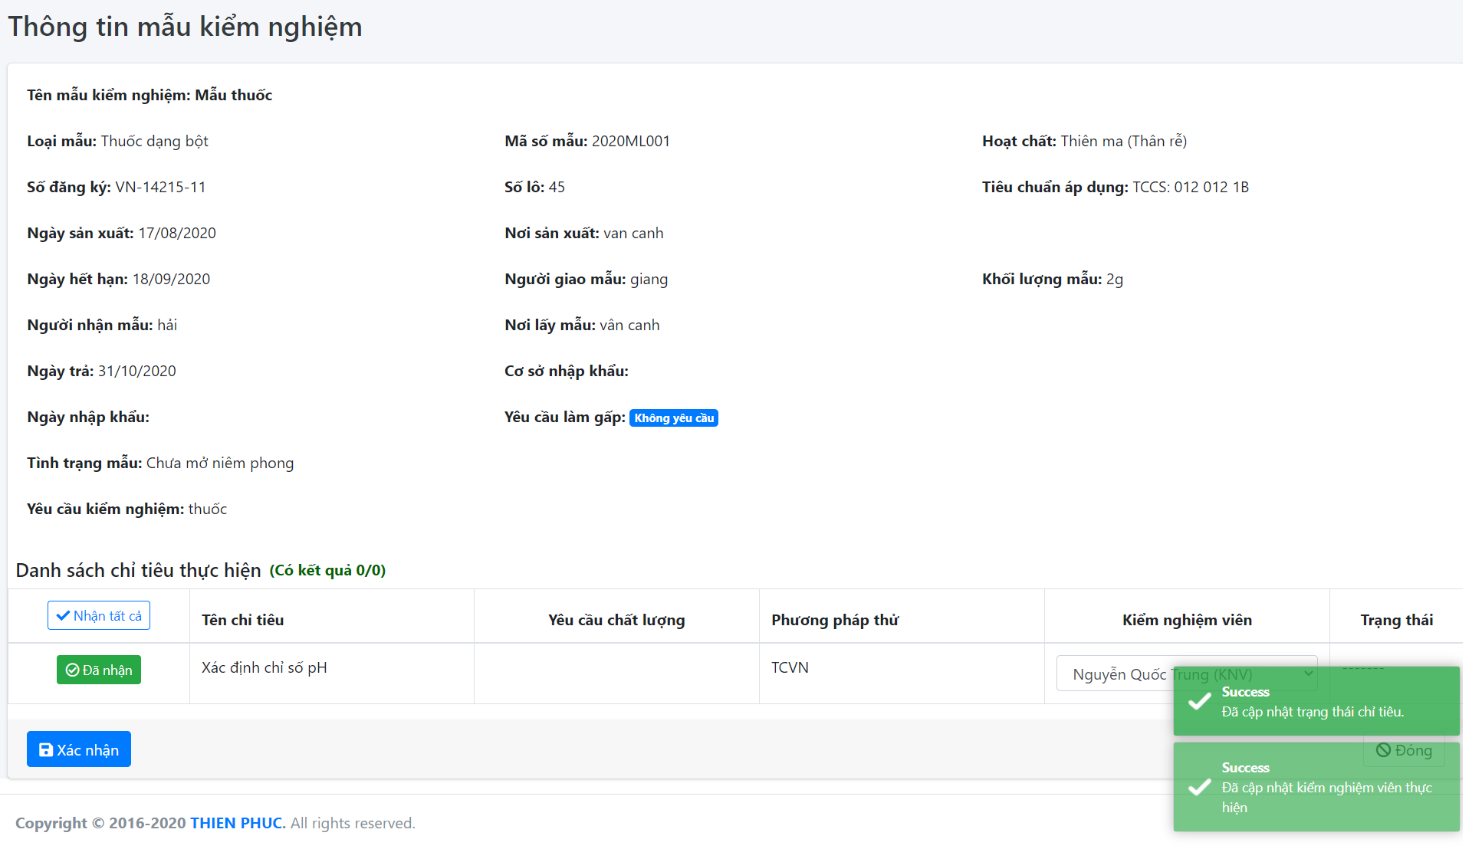 Thông tin mẫu kiểm nghiệm
Tên mẫu kiểm nghiệm: Mẫu thuốc
Loại mẫu: Thuốc dạng bột
Mã số mẫu: 2020ML001
Hoạt chất: Thiên ma (Thân rễ)
Số đăng ký: VN-14215-11
Số lô: 45
Tiêu chuẩn áp dụng: TCCS: 012 012 1B
Ngày sản xuất: 17/08/2020
Nơi sản xuất: van canh
Ngày hết hạn: 18/09/2020
Người giao mẫu: giang
Khối lượng mẫu: 2g
Người nhận mẫu: hải
Nơi lấy mẫu: vân canh
Ngày trả: 31/10/2020
Cơ sở nhập khẩu:
Ngày nhập khẩu:
Yêu cầu làm gấp: Không yêu cầu
Tình trạng mẫu: Chưa mở niêm phong
Yêu cầu kiểm nghiệm: thuốc
Danh sách chỉ tiêu thực hiện (Có kết quả 0/0)
Nhận tất cả
Tên chỉ tiêu
Yêu cầu chất lượng
Phương pháp thử
Kiểm nghiệm viên
Trạng thái
Đã nhận
Xác định chỉ số pH
TCVN
Nguyễn Quốc Trung (KNV)
-------
Success
Đã cập nhật trạng thái chỉ tiêu.
Xác nhận
Đóng
Success
Đã cập nhật kiểm nghiệm viên thực
hiện
Copyright © 2016-2020 THIEN PHUC. All rights reserved.